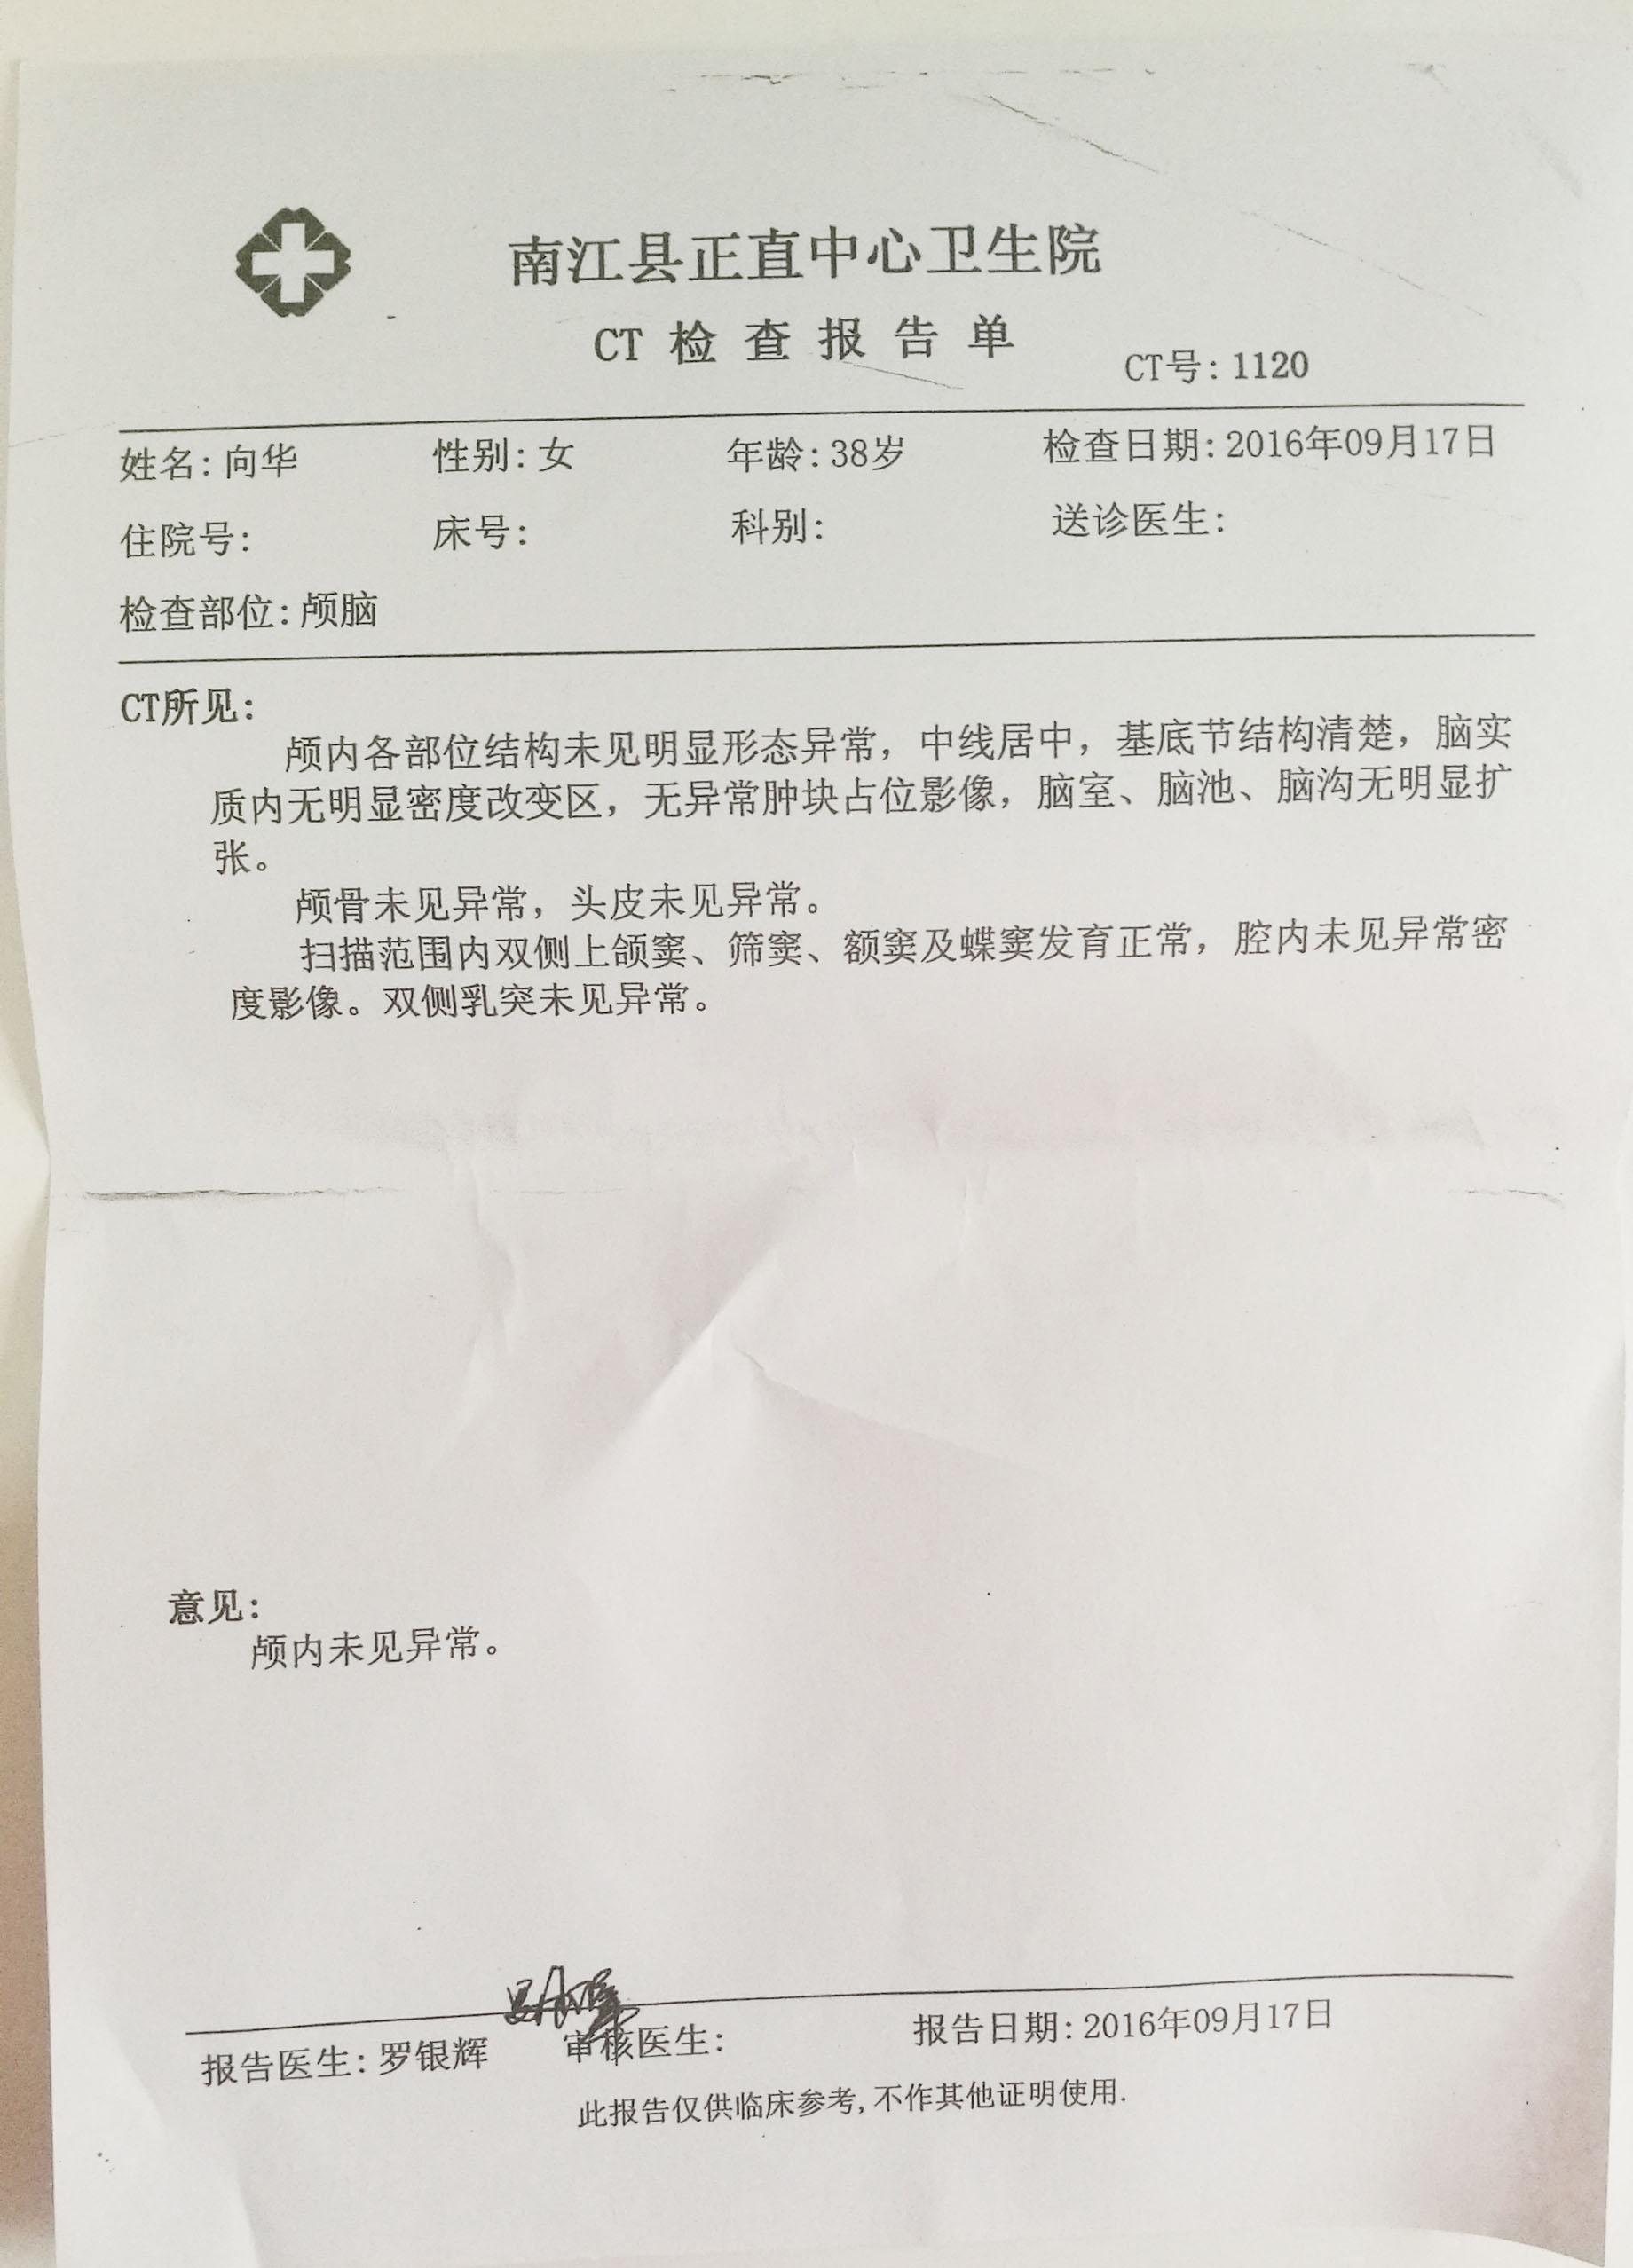 南江县正直中心卫生院
CT 检 查 报 告 单
CT号: 1120
姓名: 向华 性别: 女 年龄: 38岁 检查日期: 2016年09月17日
住院号: 床号: 科别: 送诊医生:
检查部位: 颅脑
CT所见:
颅内各部位结构未见明显形态异常，中线居中，基底节结构清楚，脑实
质内无明显密度改变区，无异常肿块占位影像，脑室、脑池、脑沟无明显扩
张。
颅骨未见异常，头皮未见异常。
扫描范围内双侧上颌窦、筛窦、额窦及蝶窦发育正常，腔内未见异常密
度影像。双侧乳突未见异常。
意见:
颅内未见异常。
报告医生: 罗银辉 审核医生: 报告日期: 2016年09月17日
此报告仅供临床参考, 不作其他证明使用.